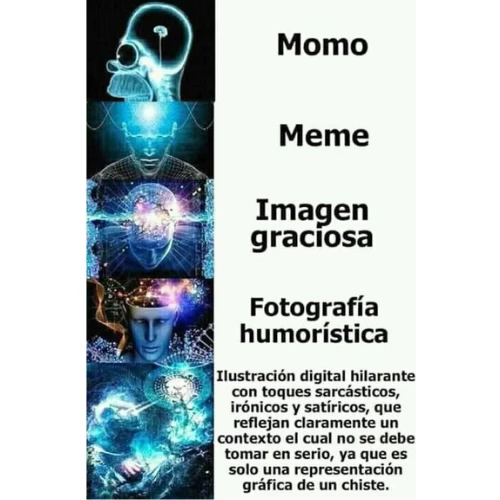 Momo
Meme
Imagen
graciosa
Fotografía
humorística
Ilustración digital hilarante
con toques sarcásticos,
irónicos y satíricos, que
reflejan claramente un
contexto el cual no se debe
tomar en serio, ya que es
solo una representación
gráfica de un chiste.